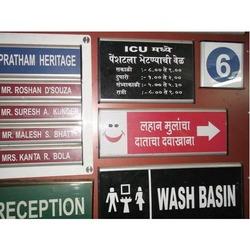 PRATHAM HERITAGE
MR. ROSHAN D'SOUZA
MR. SURESH A. KUNDER
MR. MALESH S. BHATT
MRS. KANTA R. BOLA
ICU मध्ये
पेशंटला भेटण्याची वेळ
सकाळी
दुपारी
संध्याकाळी
रात्री
6
लहान मुलांचा
दाताचा दवाखाना
RECEPTION
WASH BASIN